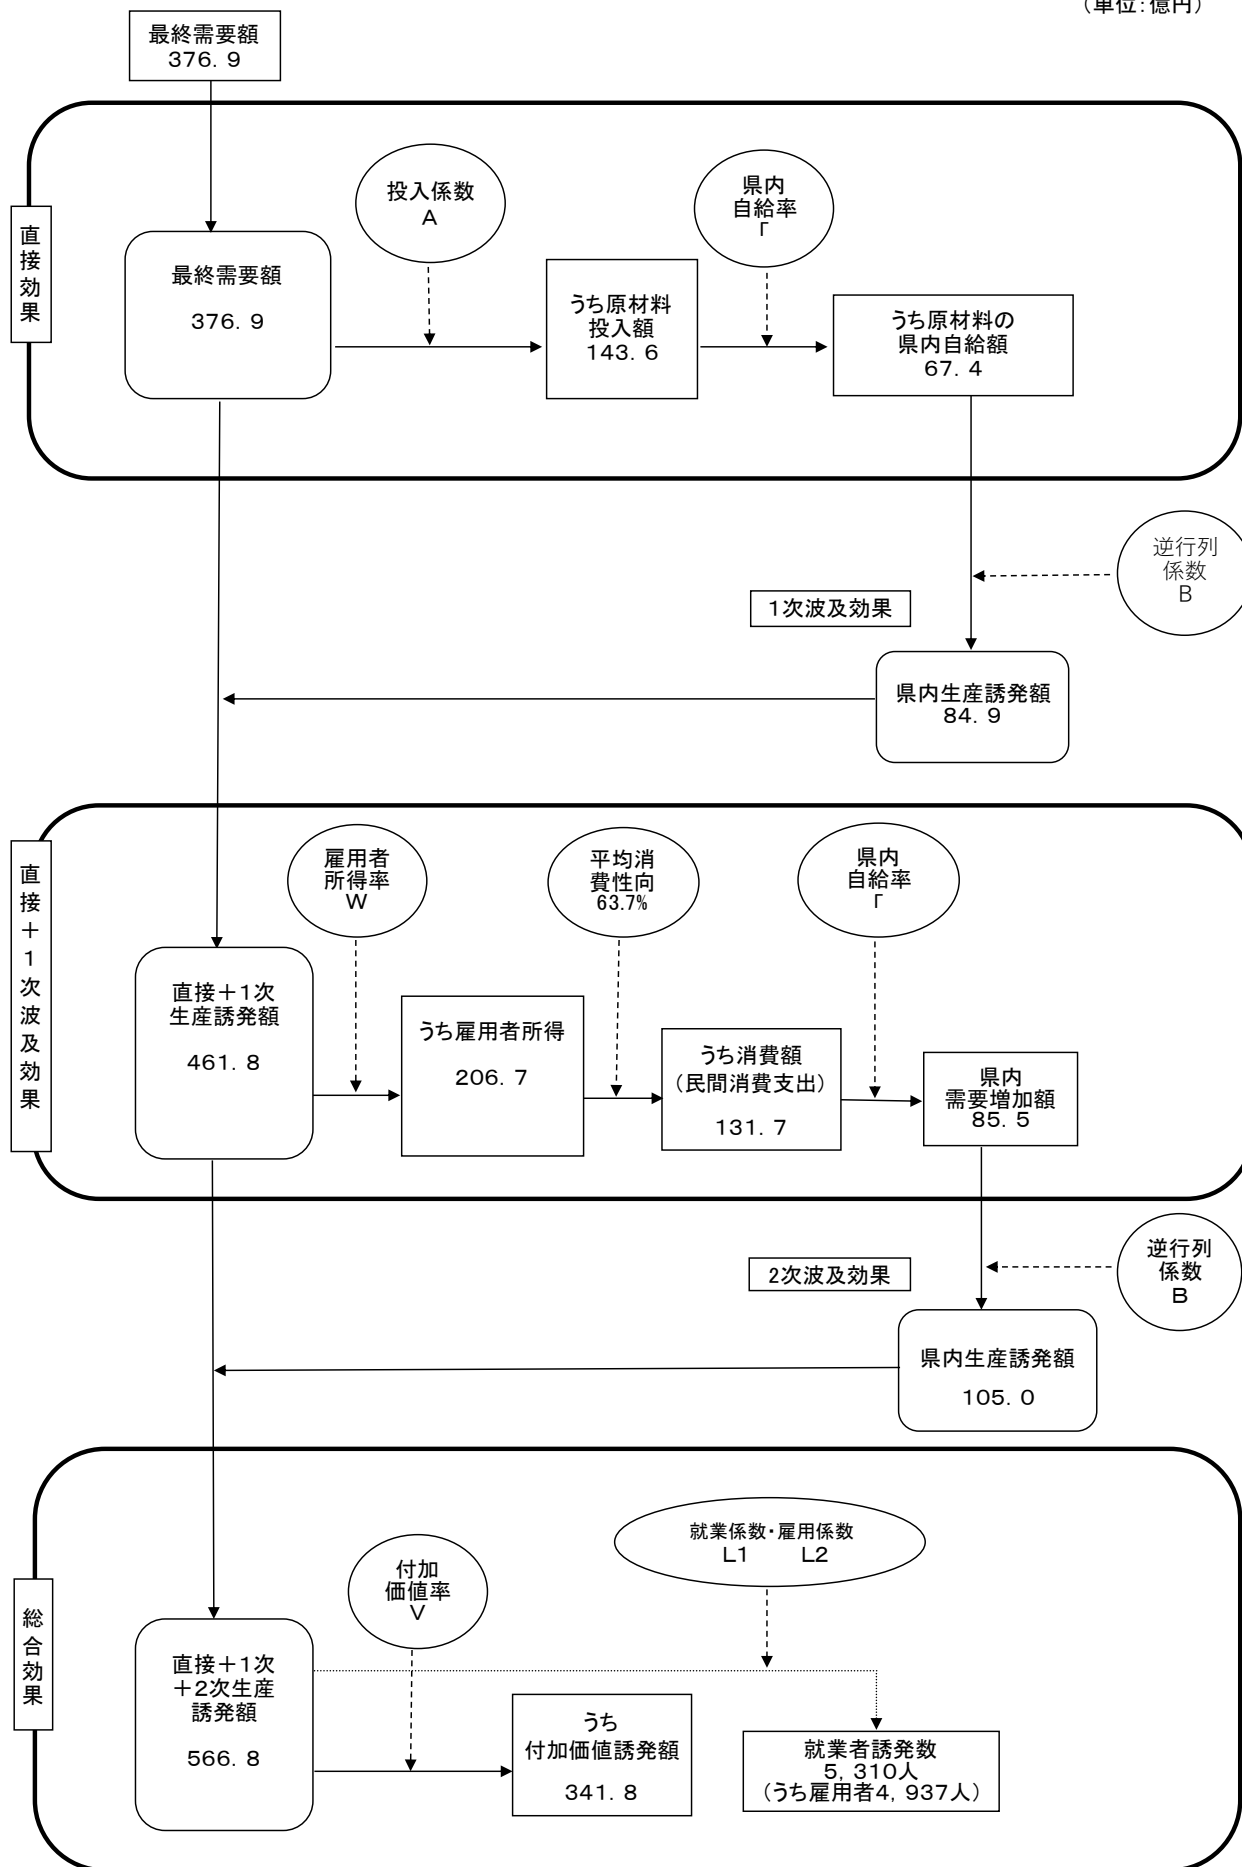 （単位：億円）
最終需要額
376．9
直接効果
投入係数
A
県内
自給率
Γ
最終需要額
376．9
うち原材料
投入額
143．6
うち原材料の
県内自給額
67．4
逆行列
係数
B
1次波及効果
県内生産誘発額
84．9
直接＋1次波及効果
雇用者
所得率
W
平均消
費性向
63.7%
県内
自給率
Γ
直接＋1次
生産誘発額
461．8
うち雇用者所得
206．7
うち消費額
（民間消費支出）
131．7
県内
需要増加額
85．5
2次波及効果
逆行列
係数
B
県内生産誘発額
105．0
総合効果
付加
価値率
V
就業係数・雇用係数
L1 L2
直接＋1次
＋2次生産
誘発額
566．8
うち
付加価値誘発額
341．8
就業者誘発数
5，310人
（うち雇用者4，937人）